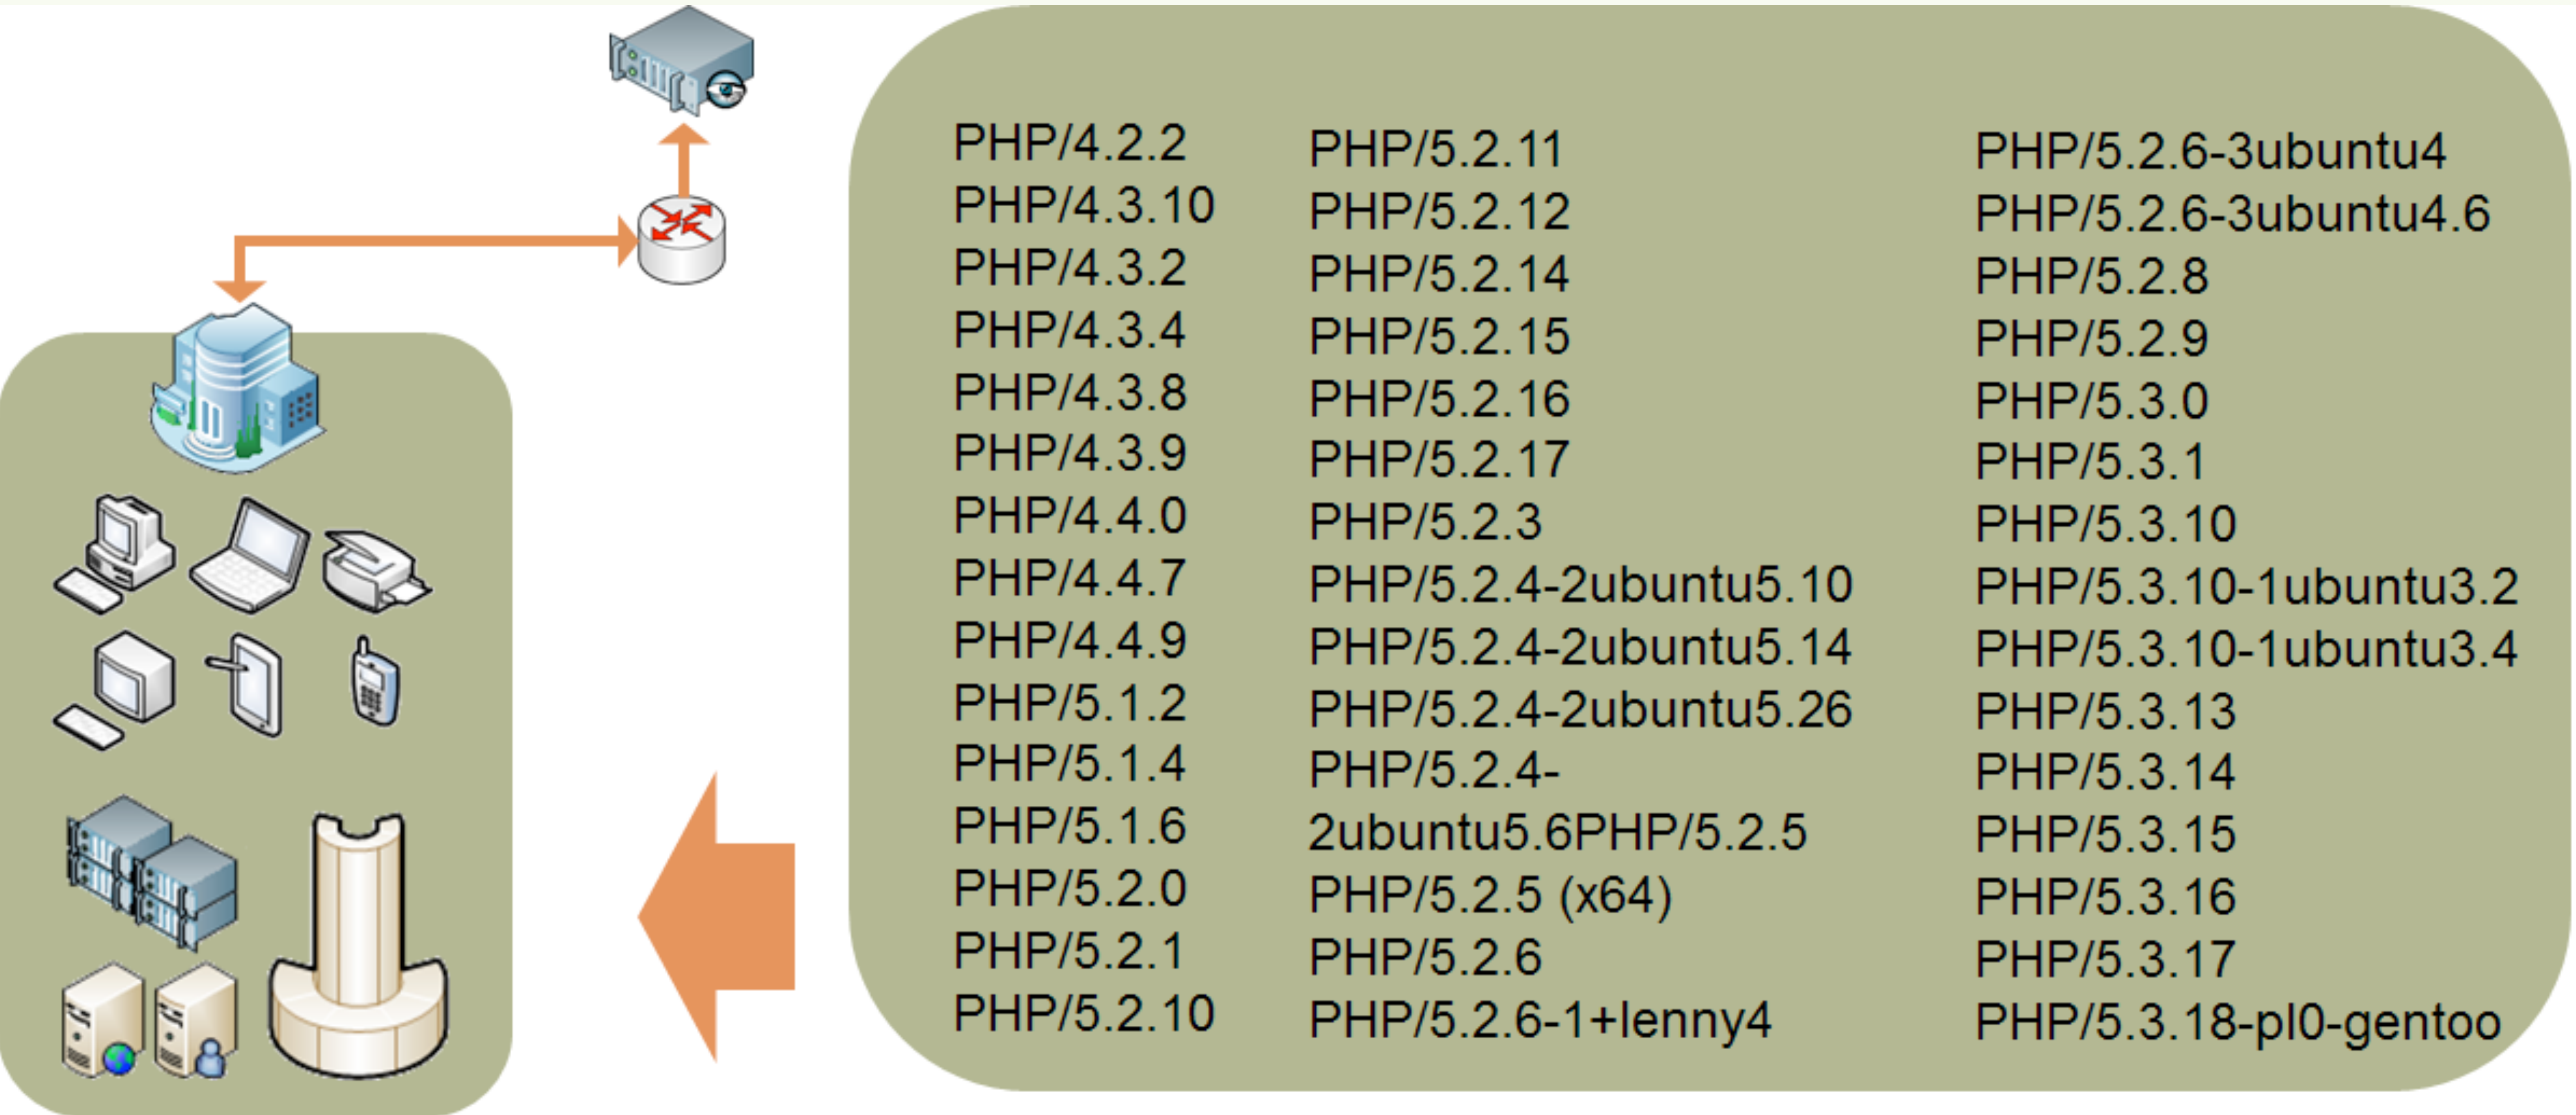 PHP/4.2.2
PHP/4.3.10
PHP/4.3.2
PHP/4.3.4
PHP/4.3.8
PHP/4.3.9
PHP/4.4.0
PHP/4.4.7
PHP/4.4.9
PHP/5.1.2
PHP/5.1.4
PHP/5.1.6
PHP/5.2.0
PHP/5.2.1
PHP/5.2.10
PHP/5.2.11
PHP/5.2.12
PHP/5.2.14
PHP/5.2.15
PHP/5.2.16
PHP/5.2.17
PHP/5.2.3
PHP/5.2.4-2ubuntu5.10
PHP/5.2.4-2ubuntu5.14
PHP/5.2.4-2ubuntu5.26
PHP/5.2.4-
2ubuntu5.6PHP/5.2.5
PHP/5.2.5 (x64)
PHP/5.2.6
PHP/5.2.6-1+lenny4
PHP/5.2.6-3ubuntu4
PHP/5.2.6-3ubuntu4.6
PHP/5.2.8
PHP/5.2.9
PHP/5.3.0
PHP/5.3.1
PHP/5.3.10
PHP/5.3.10-1ubuntu3.2
PHP/5.3.10-1ubuntu3.4
PHP/5.3.13
PHP/5.3.14
PHP/5.3.15
PHP/5.3.16
PHP/5.3.17
PHP/5.3.18-pl0-gentoo